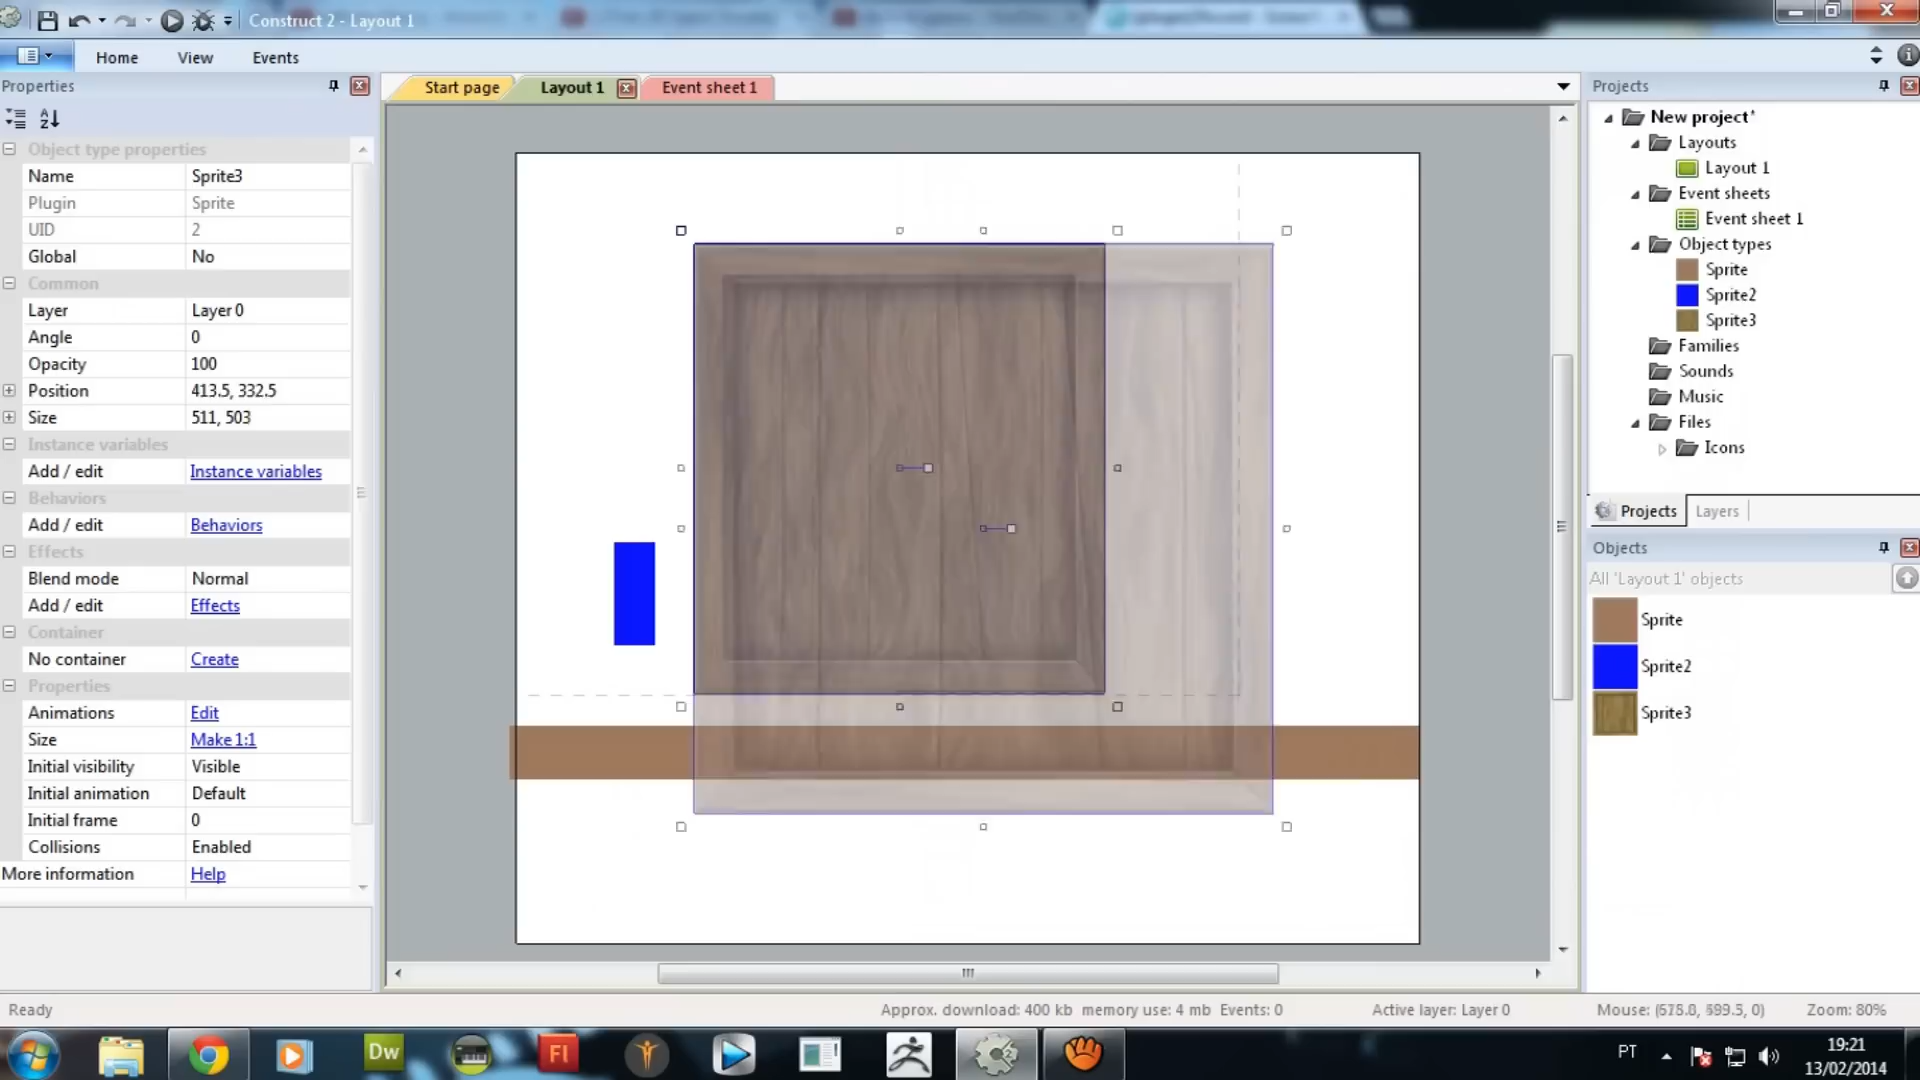 Construct 2 - Layout 1
Home
View
Events
Properties
Start page
Layout 1
Event sheet 1
Projects
Object type properties
Name
Sprite3
Plugin
Sprite
UID
2
Global
No
Common
Layer
Layer 0
Angle
0
Opacity
100
Position
413.5, 332.5
Size
511, 503
Instance variables
Add / edit
Instance variables
Behaviors
Add / edit
Behaviors
Effects
Blend mode
Normal
Add / edit
Effects
Container
No container
Create
Properties
Animations
Edit
Size
Make 1:1
Initial visibility
Visible
Initial animation
Default
Initial frame
0
Collisions
Enabled
More information
Help
New project*
Layouts
Layout 1
Event sheets
Event sheet 1
Object types
Sprite
Sprite2
Sprite3
Families
Sounds
Music
Files
Icons
Projects
Layers
Objects
All 'Layout 1' objects
Sprite
Sprite2
Sprite3
Ready
Approx. download: 400 kb memory use: 4 mb Events: 0
Active layer: Layer 0
Mouse:
Zoom: 80%
Dw
Fl
PT
19:21
13/02/2014